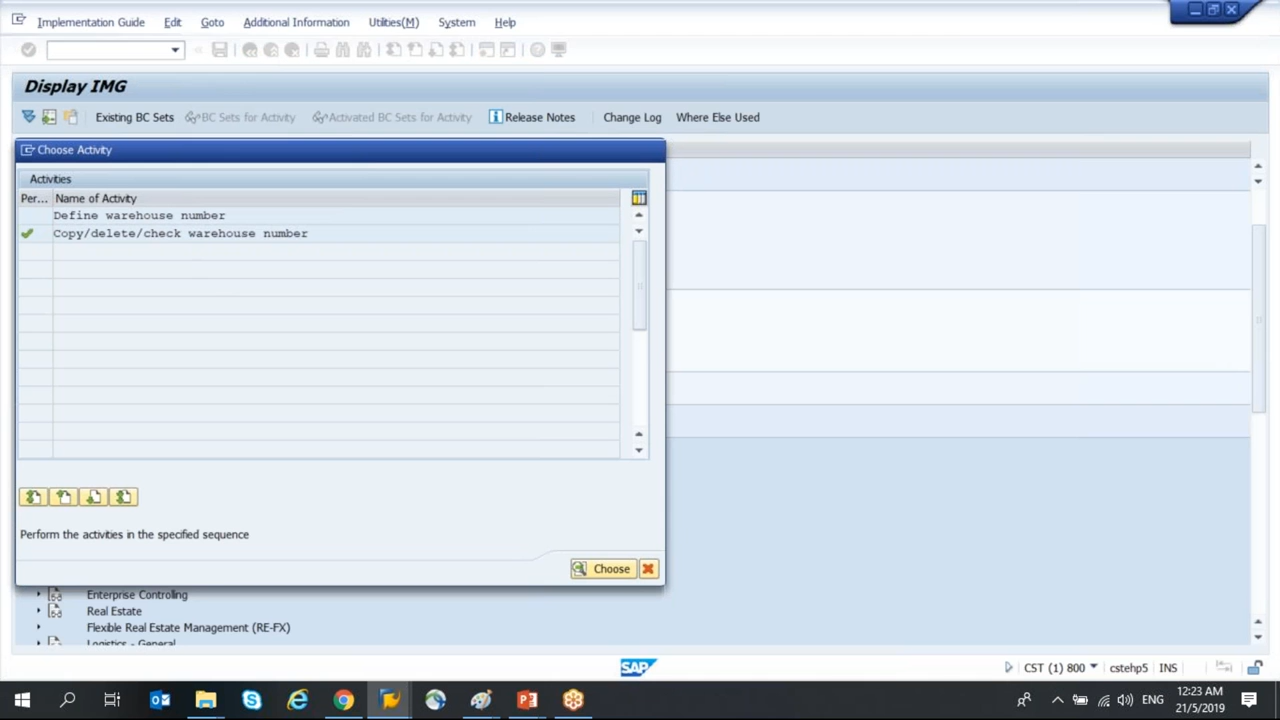 Implementation Guide Edit Goto Additional Information Utilities(M) System Help
Display IMG
Existing BC Sets BC Sets for Activity Activated BC Sets for Activity Release Notes Change Log Where Else Used
Choose Activity
Activities
Per... Name of Activity
Define warehouse number
Copy/delete/check warehouse number
Perform the activities in the specified sequence
Choose
Enterprise Controlling
Real Estate
Flexible Real Estate Management (RE-FX)
Logistics - General
SAP CST (1) 800 cstehp5 INS
ENG 12:23 AM
21/5/2019